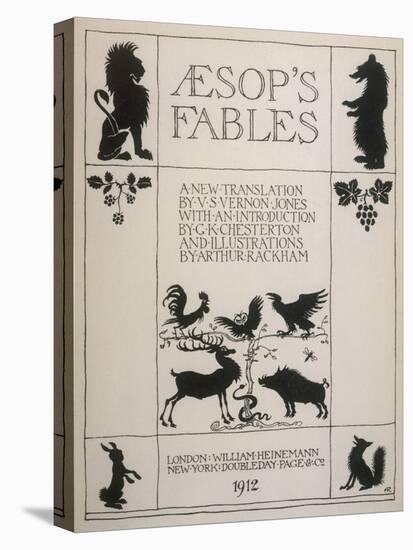 ÆSOP'S
FABLES
A·NEW·TRANSLATION
BY·V·S·VERNON·JONES
WITH·AN·INTRODUCTION
BY·G·K·CHESTERTON
AND·ILLUSTRATIONS
BY·ARTHUR·RACKHAM
LONDON:WILLIAM·HEINEMANN
NEW·YORK:DOUBLEDAY·PAGE·&·Co
1912
AR